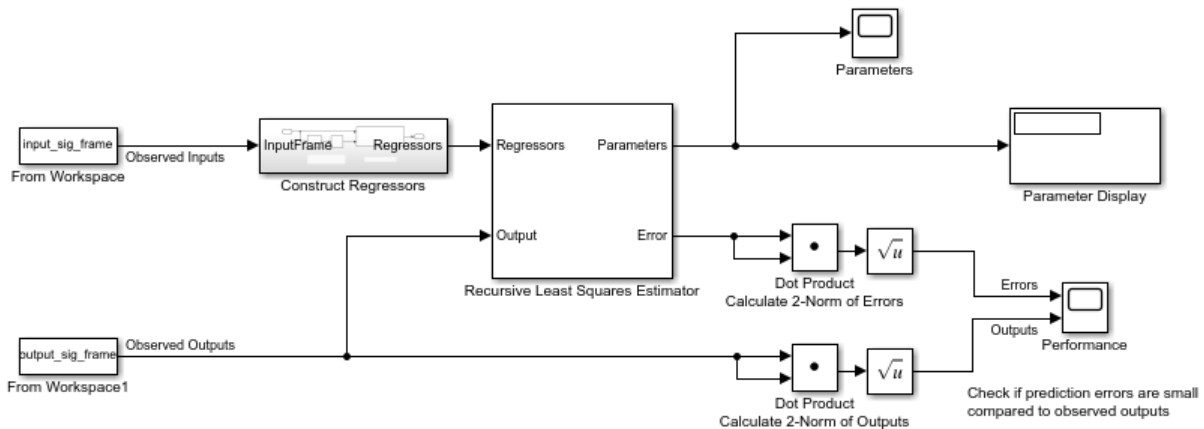 Parameters
input_sig_frame
Observed Inputs
From Workspace
InputFrame
Regressors
Construct Regressors
Regressors
Parameters
Output
Error
Recursive Least Squares Estimator
Parameter Display
√u
Dot Product
Calculate 2-Norm of Errors
Errors
Outputs
Performance
output_sig_frame
Observed Outputs
From Workspace1
√u
Dot Product
Calculate 2-Norm of Outputs
Check if prediction errors are small
compared to observed outputs